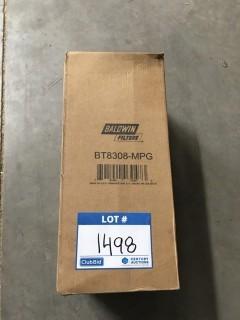 BALDWIN
FILTERS
BT8308-MPG
LOT #
1498
ClubBid
CENTURY
AUCTIONS